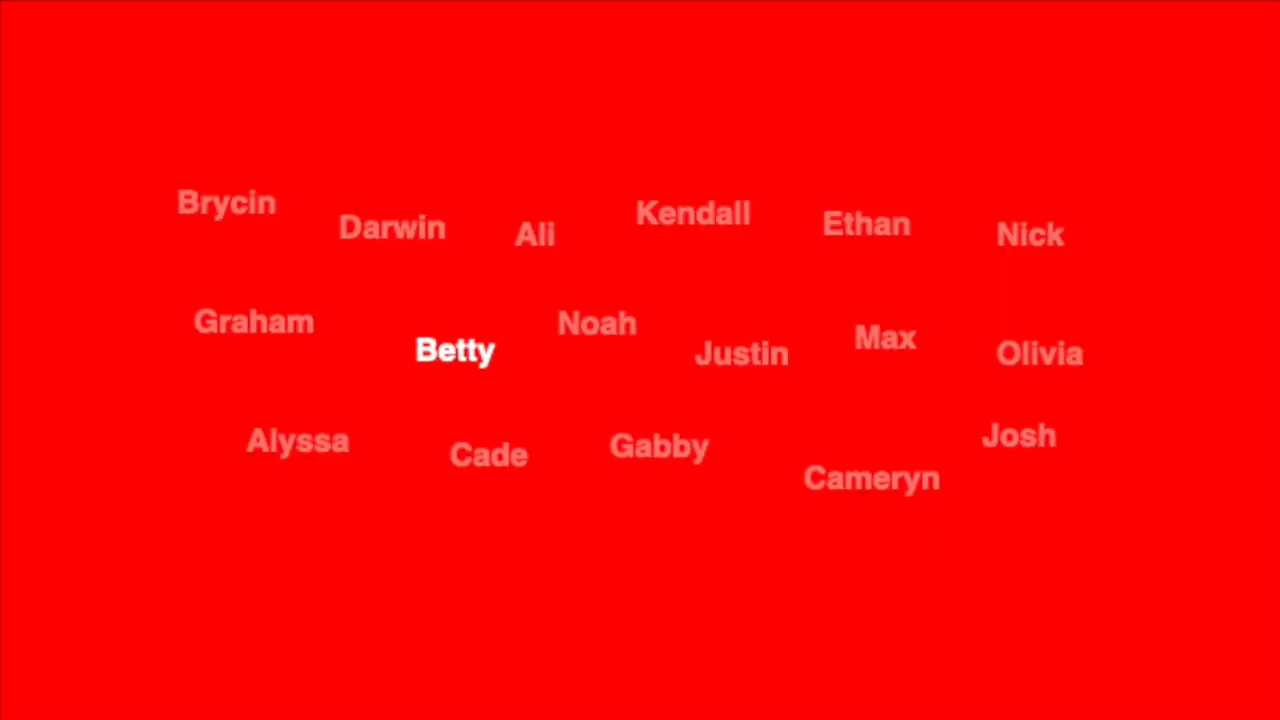 Brycin Darwin Ali Kendall Ethan Nick
Graham Betty Noah Justin Max Olivia
Alyssa Cade Gabby Cameryn Josh